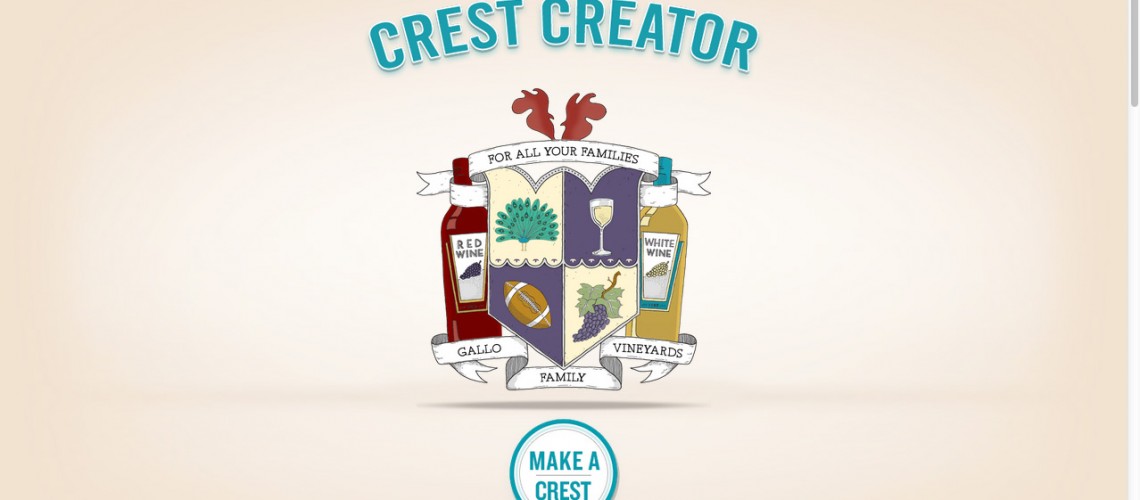 CREST CREATOR
FOR ALL YOUR FAMILIES
RED
WINE
WHITE
WINE
GALLO
VINEYARDS
FAMILY
MAKE A
CREST